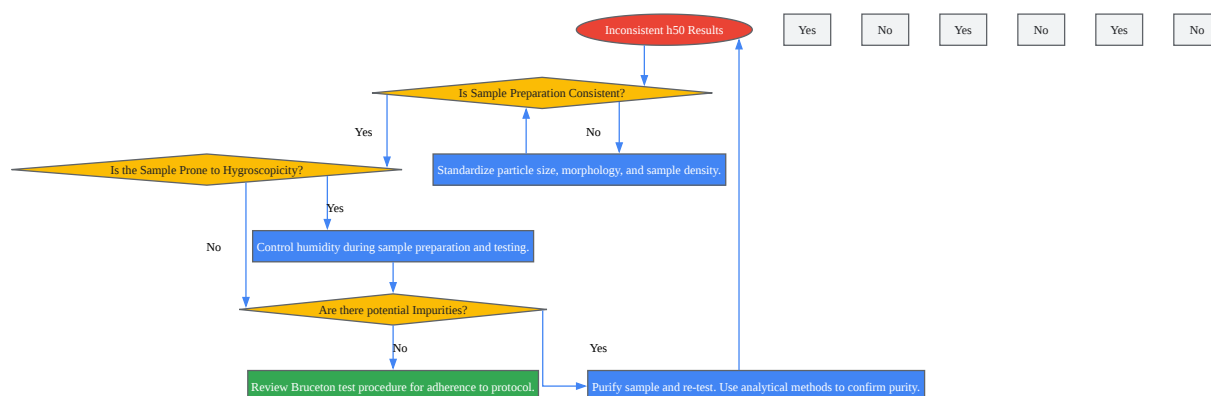 Inconsistent h50 Results
Yes
No
Yes
No
Yes
No
Is Sample Preparation Consistent?
Yes
No
Is the Sample Prone to Hygroscopicity?
Standardize particle size, morphology, and sample density.
Yes
No
Control humidity during sample preparation and testing.
Are there potential Impurities?
No
Yes
Review Bruceton test procedure for adherence to protocol.
Purify sample and re-test. Use analytical methods to confirm purity.